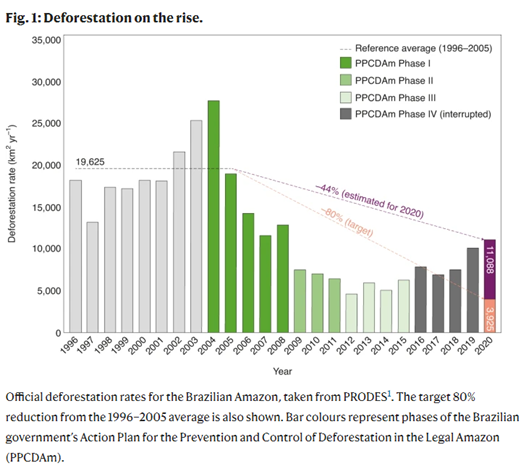 Fig. 1: Deforestation on the rise.
35,000
30,000
25,000
20,000
15,000
10,000
5,000
0
Deforestation rate (km² yr⁻¹)
Reference average (1996–2005)
PPCDAm Phase I
PPCDAm Phase II
PPCDAm Phase III
PPCDAm Phase IV (interrupted)
19,625
–44% (estimated for 2020)
–80% (target)
11,088
3,925
1996
1997
1998
1999
2000
2001
2002
2003
2004
2005
2006
2007
2008
2009
2010
2011
2012
2013
2014
2015
2016
2017
2018
2019
2020
Year
Official deforestation rates for the Brazilian Amazon, taken from PRODES¹. The target 80%
reduction from the 1996–2005 average is also shown. Bar colours represent phases of the Brazilian
government's Action Plan for the Prevention and Control of Deforestation in the Legal Amazon
(PPCDAm).